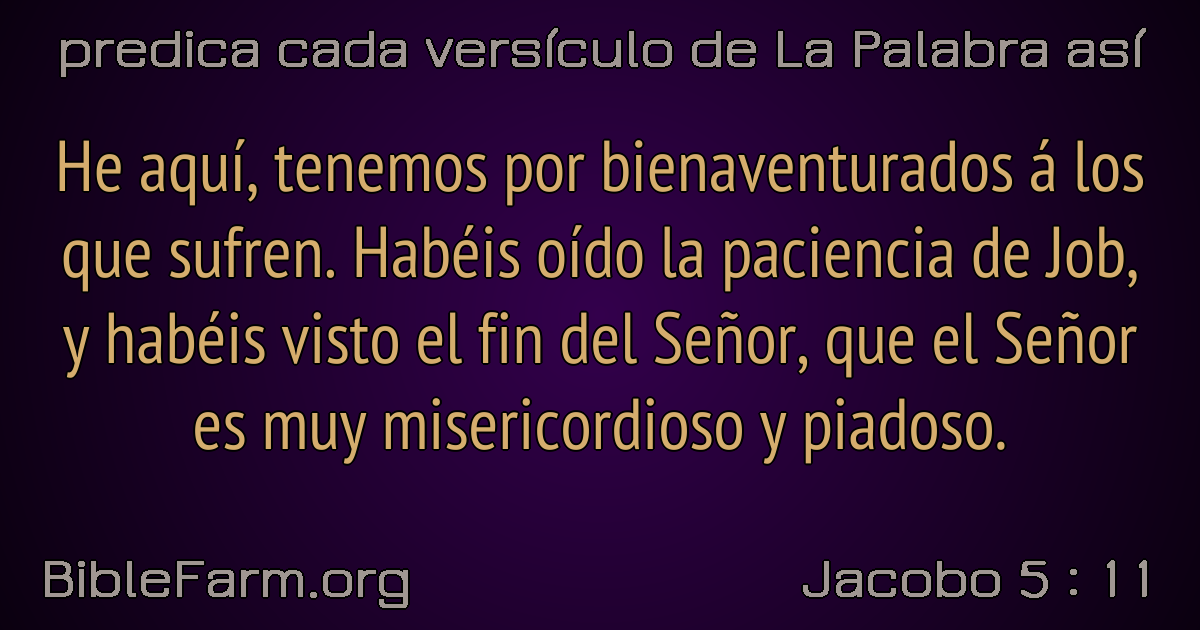 predica cada versículo de La Palabra así
He aquí, tenemos por bienaventurados á los
que sufren. Habéis oído la paciencia de Job,
y habéis visto el fin del Señor, que el Señor
es muy misericordioso y piadoso.
BibleFarm.org
Jacobo 5 : 11